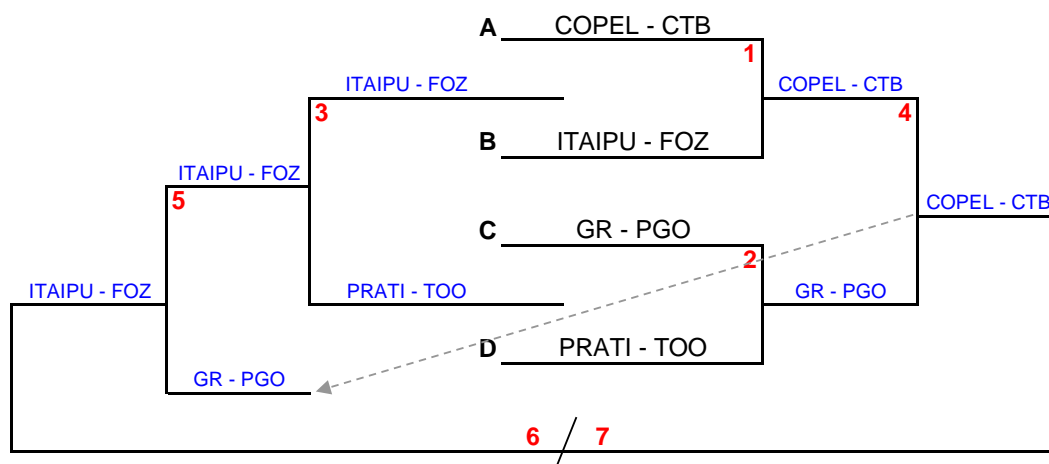 A COPEL - CTB
1
ITAIPU - FOZ
COPEL - CTB
3
4
B ITAIPU - FOZ
ITAIPU - FOZ
5
COPEL - CTB
C GR - PGO
2
ITAIPU - FOZ
PRATI - TOO
GR - PGO
D PRATI - TOO
GR - PGO
6 / 7